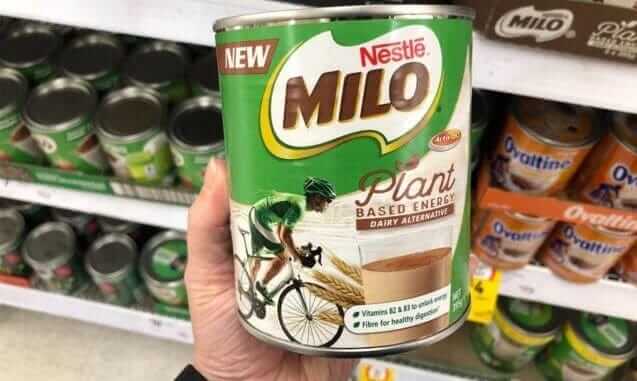 NEW
Nestlé
MILO
Plant
BASED ENERGY
DAIRY ALTERNATIVE
Vitamins B2 & B3 to unlock energy
Fibre for healthy digestion
NET
MILO
Ovaltine
Ovaltine
Ovaltine